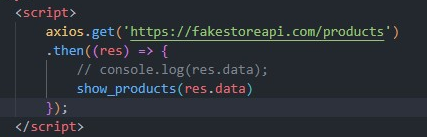 <script>
axios.get('https://fakestoreapi.com/products')
.then((res) => {
// console.log(res.data);
show_products(res.data)
});
</script>